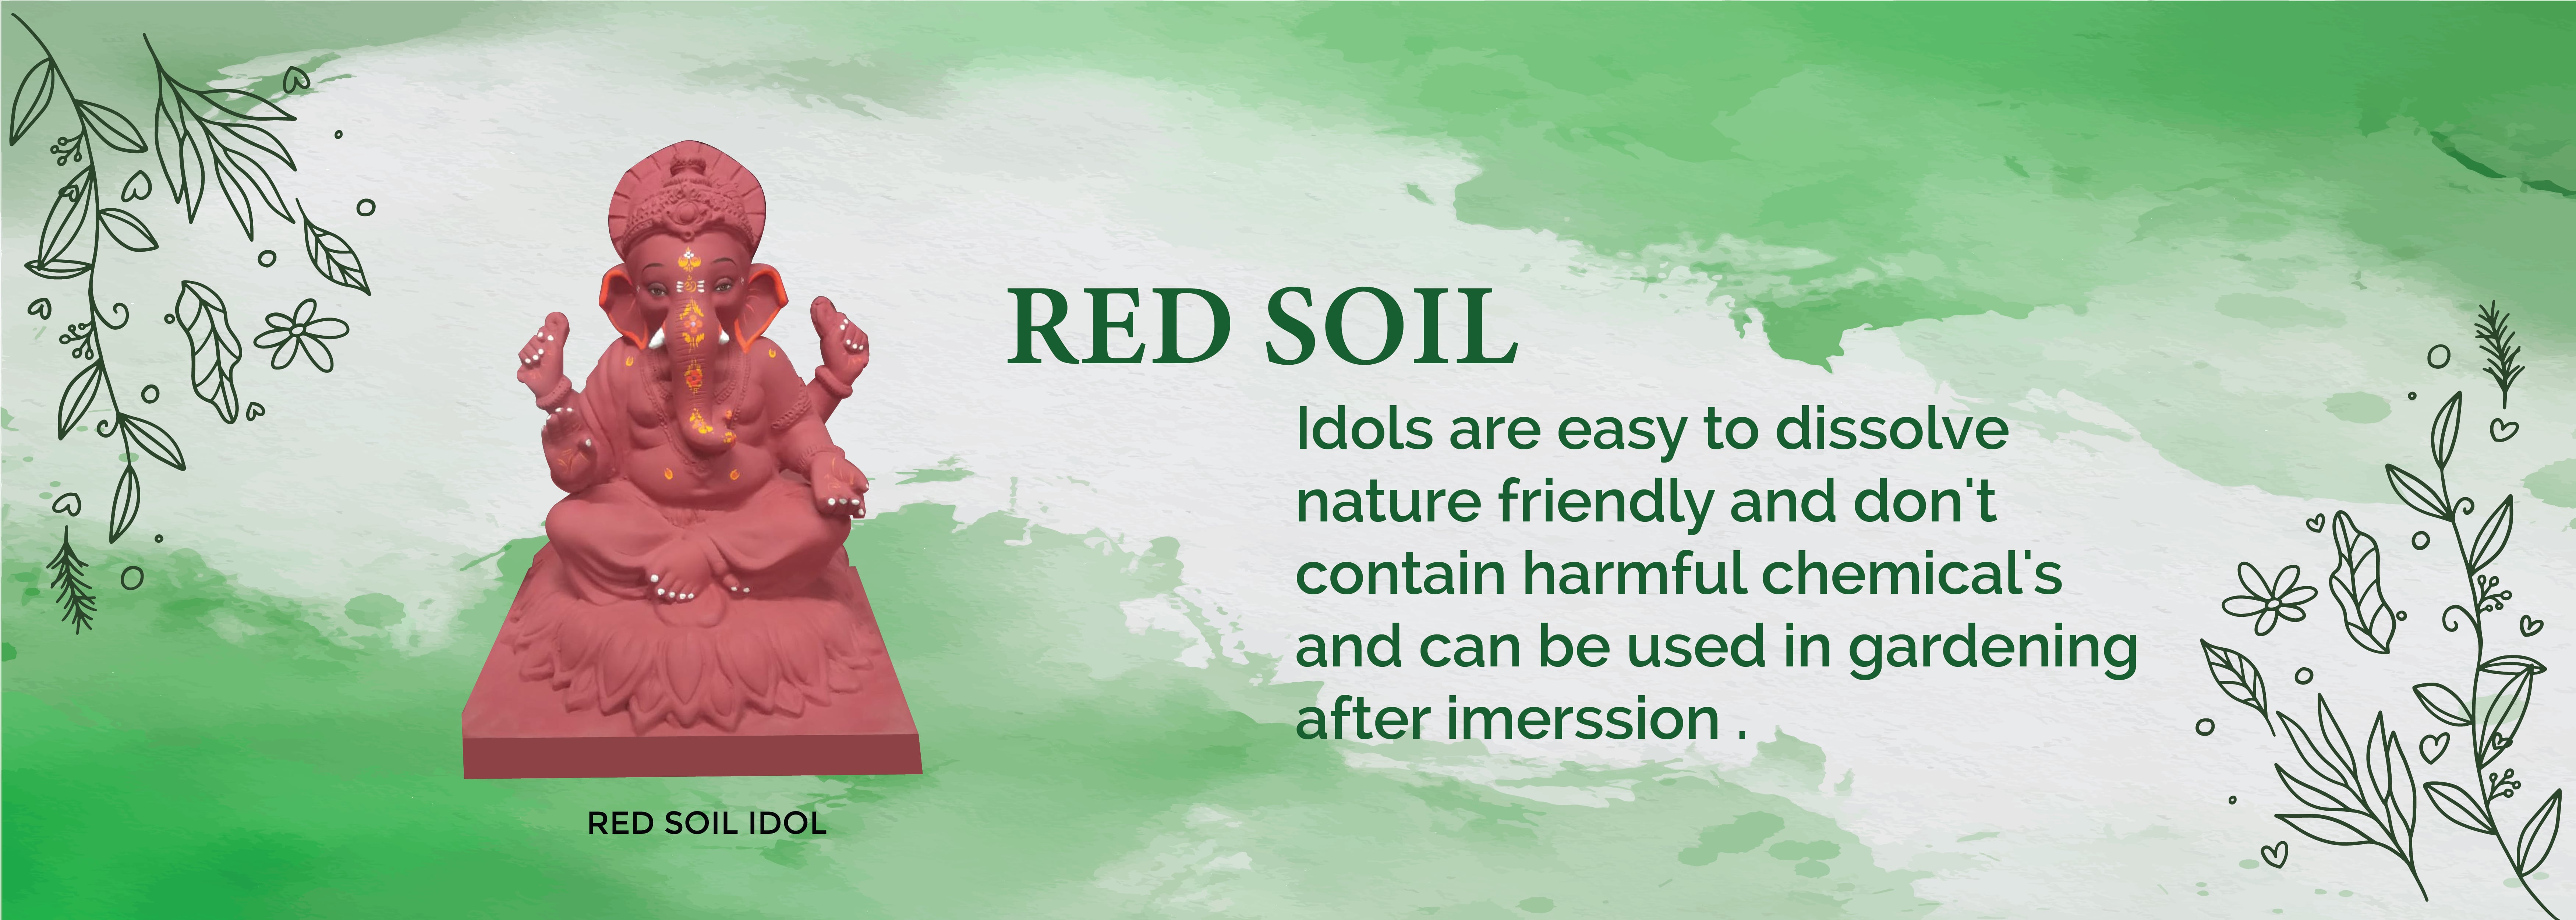 RED SOIL
Idols are easy to dissolve
nature friendly and don't
contain harmful chemical's
and can be used in gardening
after imerssion .
RED SOIL IDOL